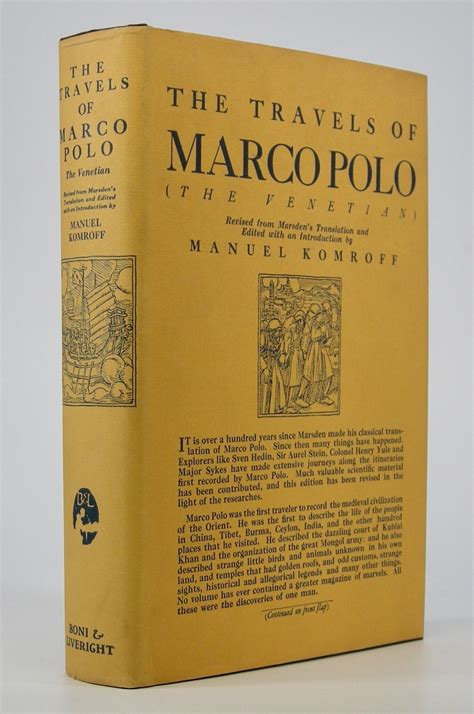 THE
TRAVELS
OF
MARCO
POLO
The Venetian
Revised from Marsden's
Translation and Edited
with an Introduction by
MANUEL
KOMROFF
B&L
BONI &
LIVERIGHT
THE TRAVELS OF
MARCO POLO
(THE VENETIAN)
Revised from Marsden's Translation and
Edited with an Introduction by
MANUEL KOMROFF
IT is over a hundred years since Marsden made his classical trans-
lation of Marco Polo. Since then many things have happened.
Explorers like Sven Hedin, Sir Aurel Stein, Colonel Henry Yule and
Major Sykes have made extensive journeys along the itineraries
first recorded by Marco Polo. Much valuable scientific material
has been contributed, and this edition has been revised in the
light of the researches.
Marco Polo was the first traveler to record the medieval civilization
of the Orient. He was the first to describe the life of the people
in China, Tibet, Burma, Ceylon, India, and the other hundred
places that he visited. He described the dazzling court of Kublai
Khan and the organization of the great Mongol army; and he also
described strange little birds and animals unknown in his own
land, and temples that had golden roofs, and odd customs, strange
sights, historical and allegorical legends and many other things.
No volume has ever contained a greater magazine of marvels. All
these were the discoveries of one man.
(Continued on front flap)